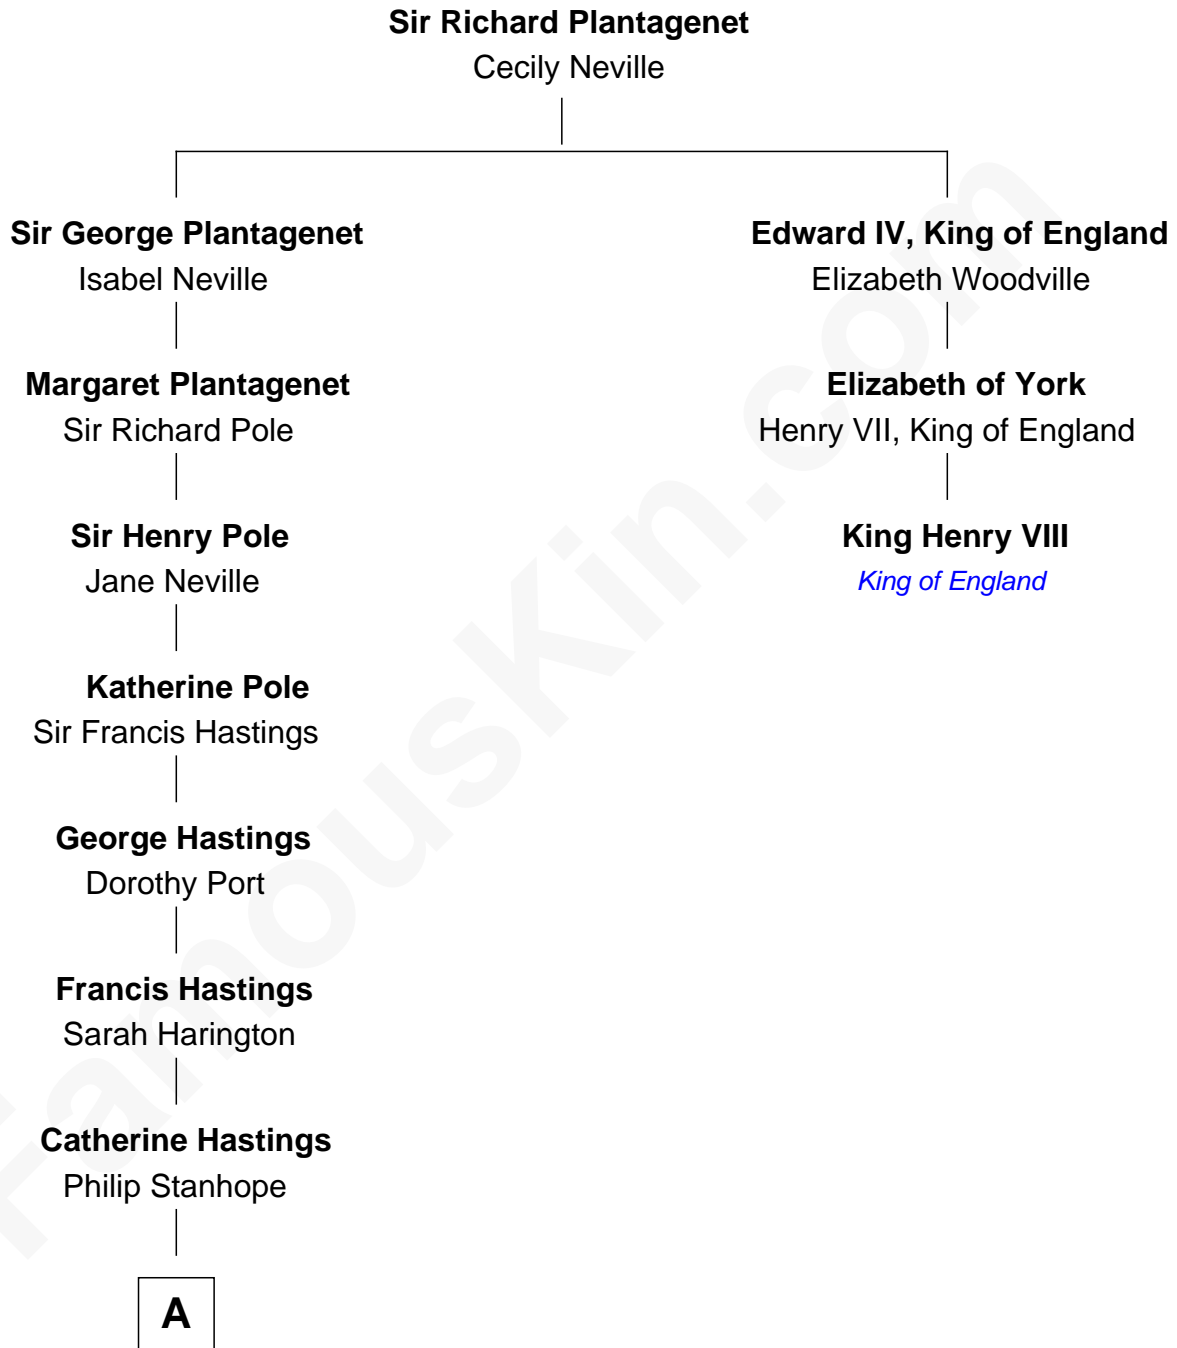 Sir Richard Plantagenet
Cecily Neville
Sir George Plantagenet
Isabel Neville
Edward IV, King of England
Elizabeth Woodville
Margaret Plantagenet
Sir Richard Pole
Elizabeth of York
Henry VII, King of England
Sir Henry Pole
Jane Neville
King Henry VIII
King of England
Katherine Pole
Sir Francis Hastings
George Hastings
Dorothy Port
Francis Hastings
Sarah Harington
Catherine Hastings
Philip Stanhope
A
FamousKin.com